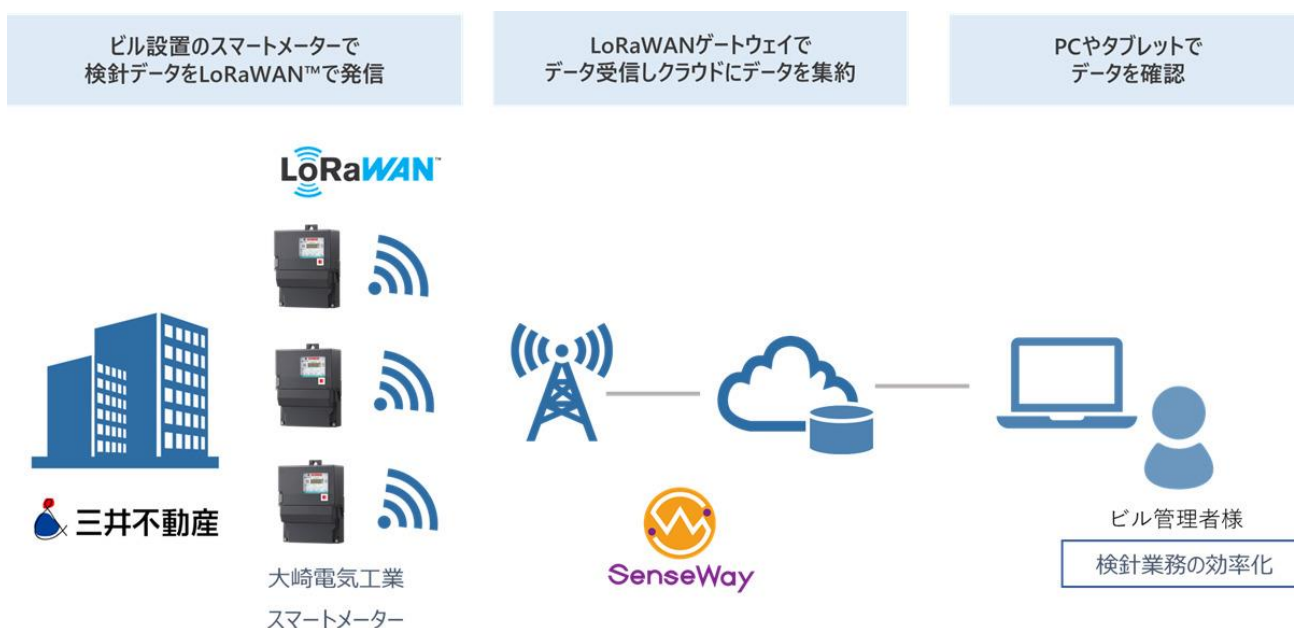 ビル設置のスマートメーターで
検針データをLoRaWAN™で発信
LoRaWANゲートウェイで
データ受信しクラウドにデータを集約
PCやタブレットで
データを確認
LoRaWAN™
三井不動産
大崎電気工業
スマートメーター
SenseWay
ビル管理者様
検針業務の効率化